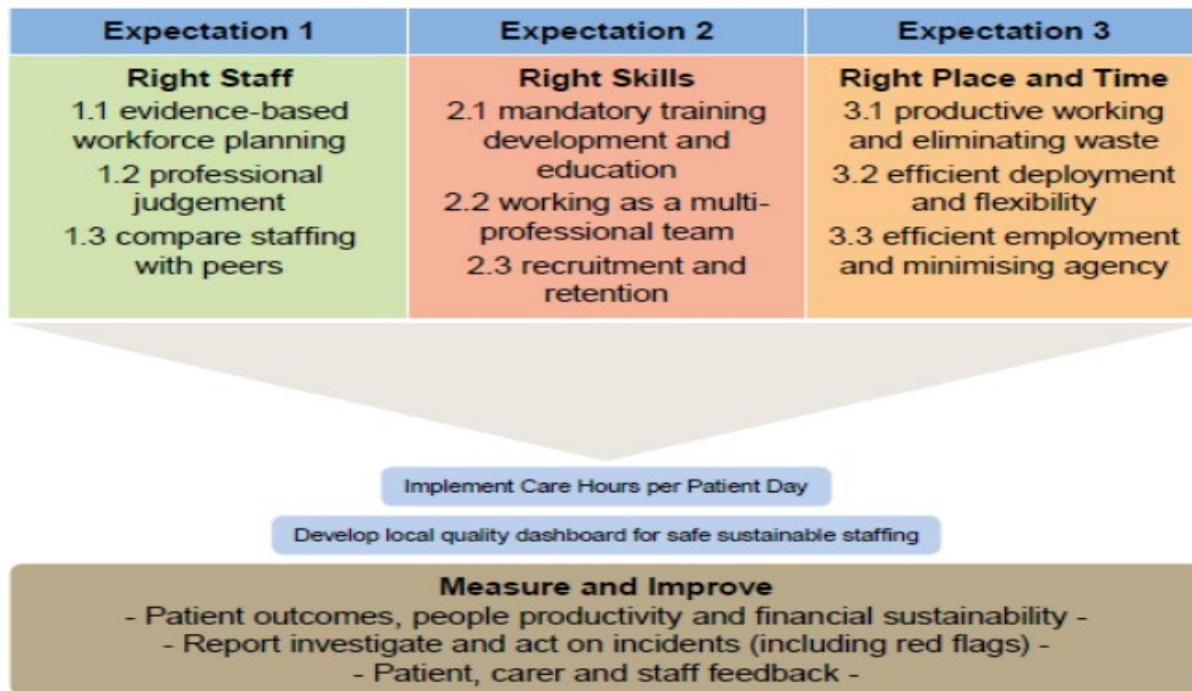 Expectation 1
Expectation 2
Expectation 3
Right Staff
1.1 evidence-based
workforce planning
1.2 professional
judgement
1.3 compare staffing
with peers
Right Skills
2.1 mandatory training
development and
education
2.2 working as a multi-
professional team
2.3 recruitment and
retention
Right Place and Time
3.1 productive working
and eliminating waste
3.2 efficient deployment
and flexibility
3.3 efficient employment
and minimising agency
Implement Care Hours per Patient Day
Develop local quality dashboard for safe sustainable staffing
Measure and Improve
- Patient outcomes, people productivity and financial sustainability -
- Report investigate and act on incidents (including red flags) -
- Patient, carer and staff feedback -